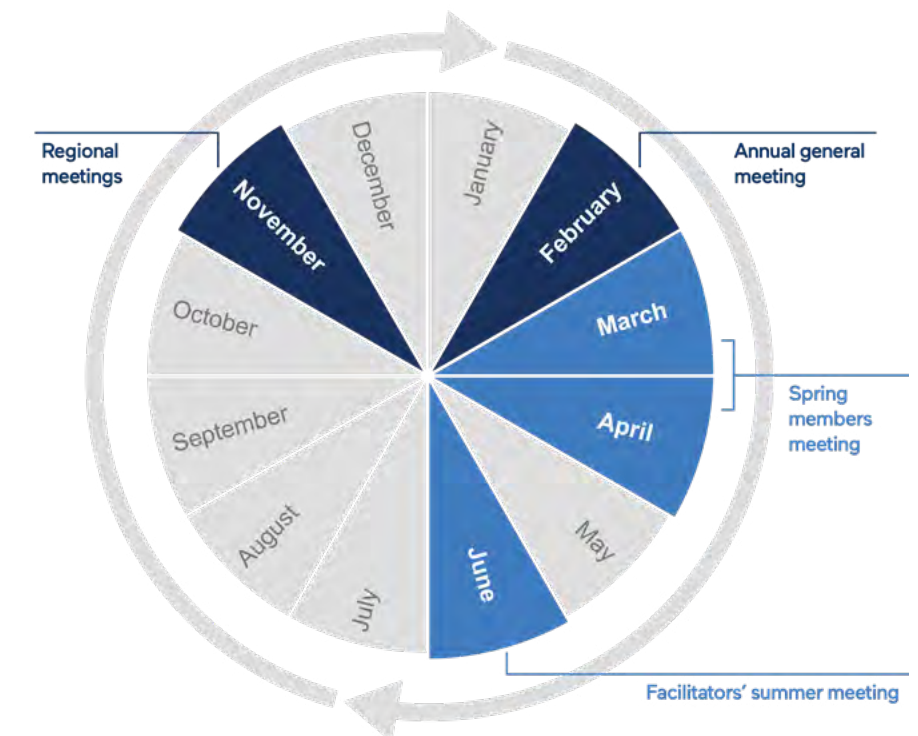 Regional
meetings
Annual general
meeting
January
February
March
April
May
June
July
August
September
October
November
December
Spring
members
meeting
Facilitators’ summer meeting